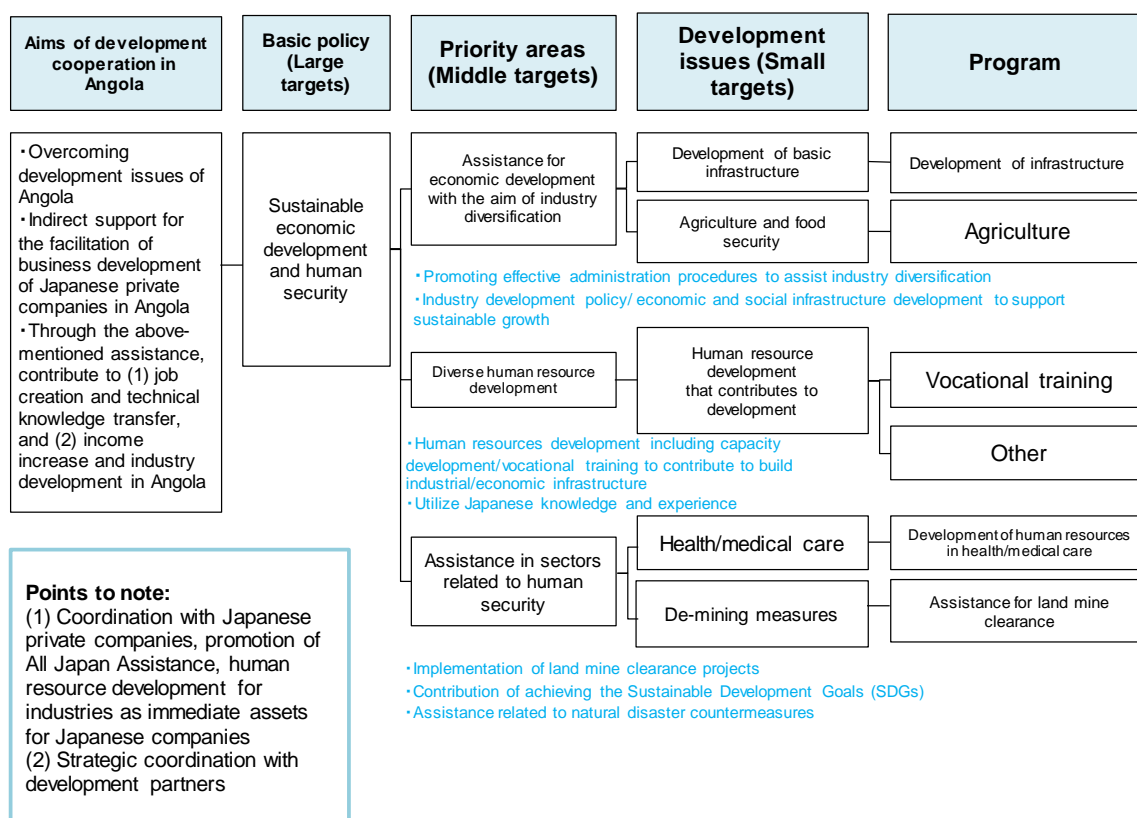 Aims of development
cooperation in
Angola
Basic policy
(Large
targets)
Priority areas
(Middle targets)
Development
issues (Small
targets)
Program
・Overcoming
development issues of
Angola
・Indirect support for
the facilitation of
business development
of Japanese private
companies in Angola
・Through the above-
mentioned assistance,
contribute to (1) job
creation and technical
knowledge transfer,
and (2) income
increase and industry
development in Angola
Sustainable
economic
development
and human
security
Assistance for
economic development
with the aim of industry
diversification
Development of basic
infrastructure
Development of infrastructure
Agriculture and food
security
Agriculture
・Promoting effective administration procedures to assist industry diversification
・Industry development policy/ economic and social infrastructure development to support
sustainable growth
Diverse human resource
development
Human resource
development
that contributes to
development
Vocational training
Other
・Human resources development including capacity
development/vocational training to contribute to build
industrial/economic infrastructure
・Utilize Japanese knowledge and experience
Assistance in sectors
related to human
security
Health/medical care
Development of human resources
in health/medical care
De-mining measures
Assistance for land mine
clearance
・Implementation of land mine clearance projects
・Contribution of achieving the Sustainable Development Goals (SDGs)
・Assistance related to natural disaster countermeasures
Points to note:
(1) Coordination with Japanese
private companies, promotion of
All Japan Assistance, human
resource development for
industries as immediate assets
for Japanese companies
(2) Strategic coordination with
development partners